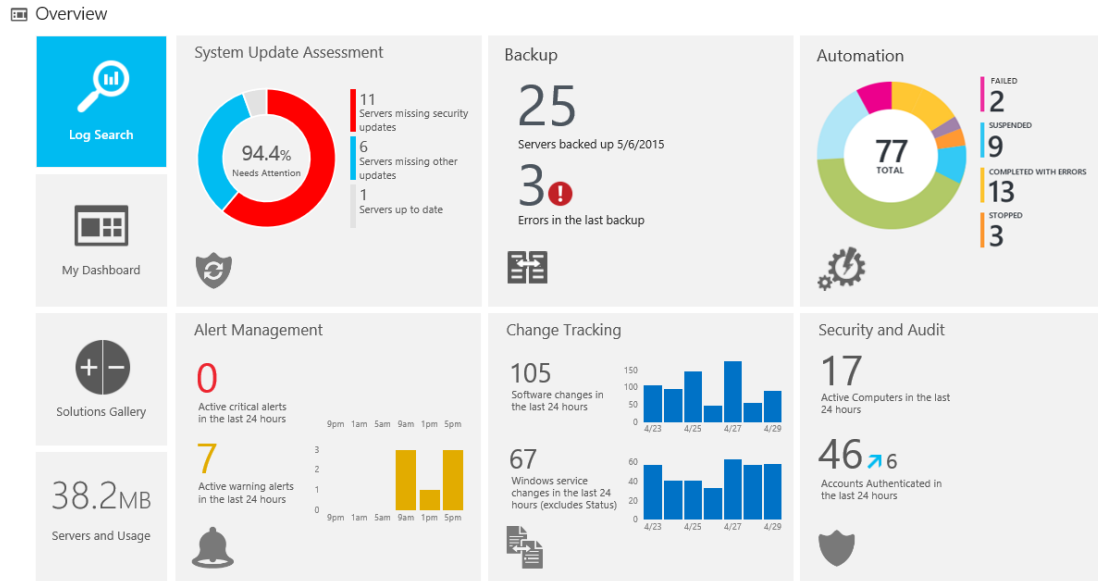 Overview
Log Search
My Dashboard
Solutions Gallery
38.2MB
Servers and Usage
System Update Assessment
94.4%
Needs Attention
11
Servers missing security
updates
6
Servers missing other
updates
1
Servers up to date
Backup
25
Servers backed up 5/6/2015
3
Errors in the last backup
Automation
77
TOTAL
FAILED
2
SUSPENDED
9
COMPLETED WITH ERRORS
13
STOPPED
3
Alert Management
0
Active critical alerts
in the last 24 hours
9pm 1am 5am 9am 1pm 5pm
7
Active warning alerts
in the last 24 hours
3
2
1
0
9pm 1am 5am 9am 1pm 5pm
Change Tracking
105
Software changes in
the last 24 hours
150
100
50
0
4/23 4/25 4/27 4/29
67
Windows service
changes in the last 24
hours (excludes Status)
60
40
20
0
4/23 4/25 4/27 4/29
Security and Audit
17
Active Computers in the last
24 hours
46 6
Accounts Authenticated in
the last 24 hours